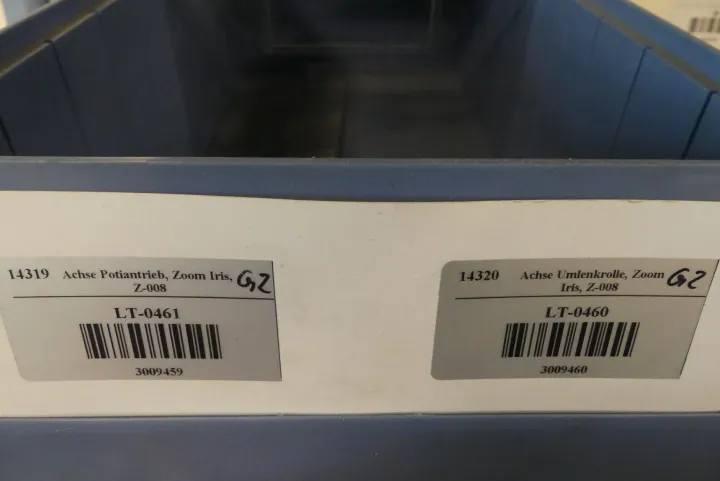 14319 Achse Potiantrieb, Zoom Iris, G2
Z-008
LT-0461
3009459
14320 Achse Umlenkrolle, Zoom G2
Iris, Z-008
LT-0460
3009460